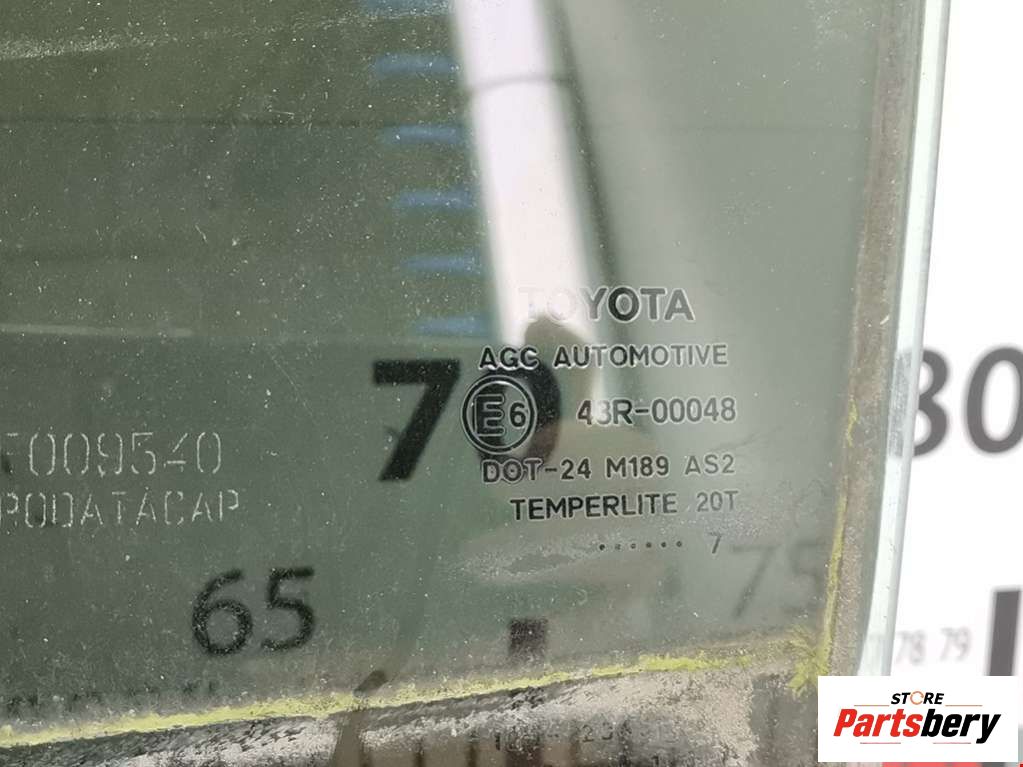 TOYOTA
AGC AUTOMOTIVE
70
E6 43R-00048
80
009540
DOT-24 M189 AS2
PODATACAP
TEMPERLITE 20T
...... 7
75
65
78 79
STORE
Partsbery